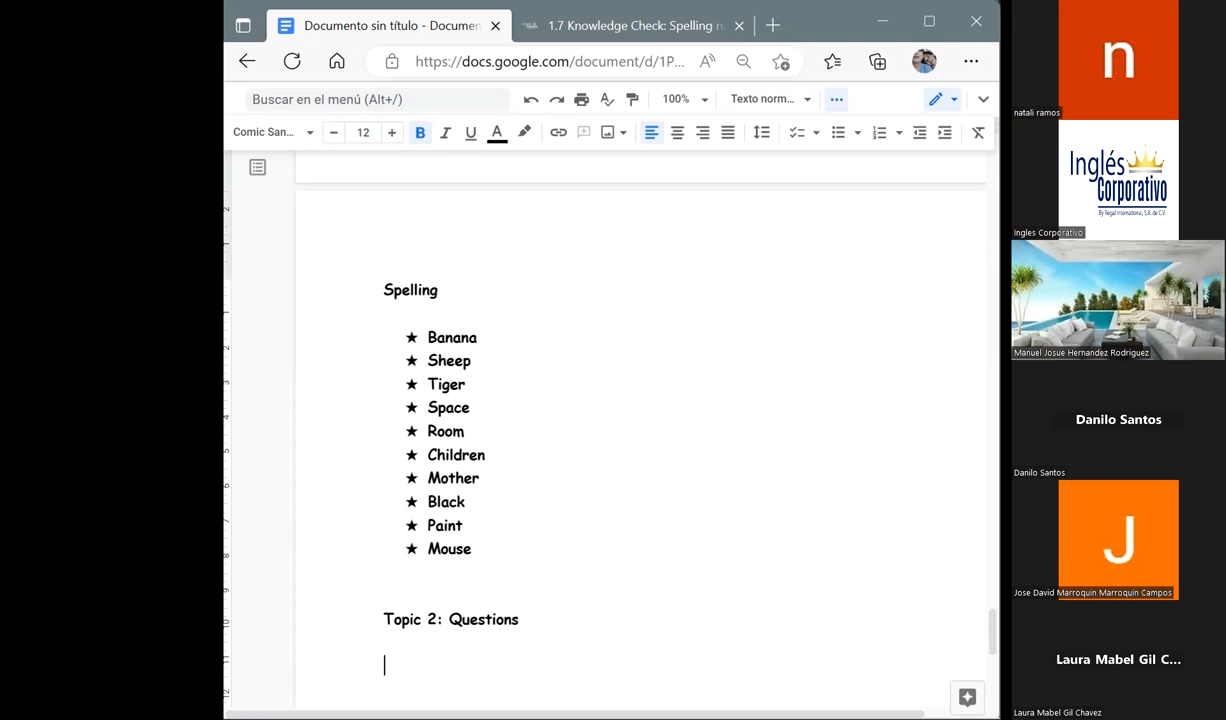 Documento sin título - Documen
1.7 Knowledge Check: Spelling n
https://docs.google.com/document/d/1P...
Buscar en el menú (Alt+/)
100%
Texto norm...
Comic San...
12
Spelling
★ Banana
★ Sheep
★ Tiger
★ Space
★ Room
★ Children
★ Mother
★ Black
★ Paint
★ Mouse
Topic 2: Questions
n
natali ramos
Inglés
Corporativo
By Regal International, S.A. de C.V.
Ingles Corporativo
Manuel Josue Hernandez Rodriguez
Danilo Santos
Danilo Santos
J
Jose David Marroquin Marroquin Campos
Laura Mabel Gil C...
Laura Mabel Gil Chavez